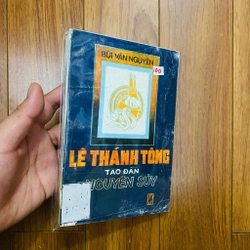 BÙI VĂN NGUYÊN
LÊ THÁNH TÔNG
TAO ĐÀN
NGUYÊN SÚY